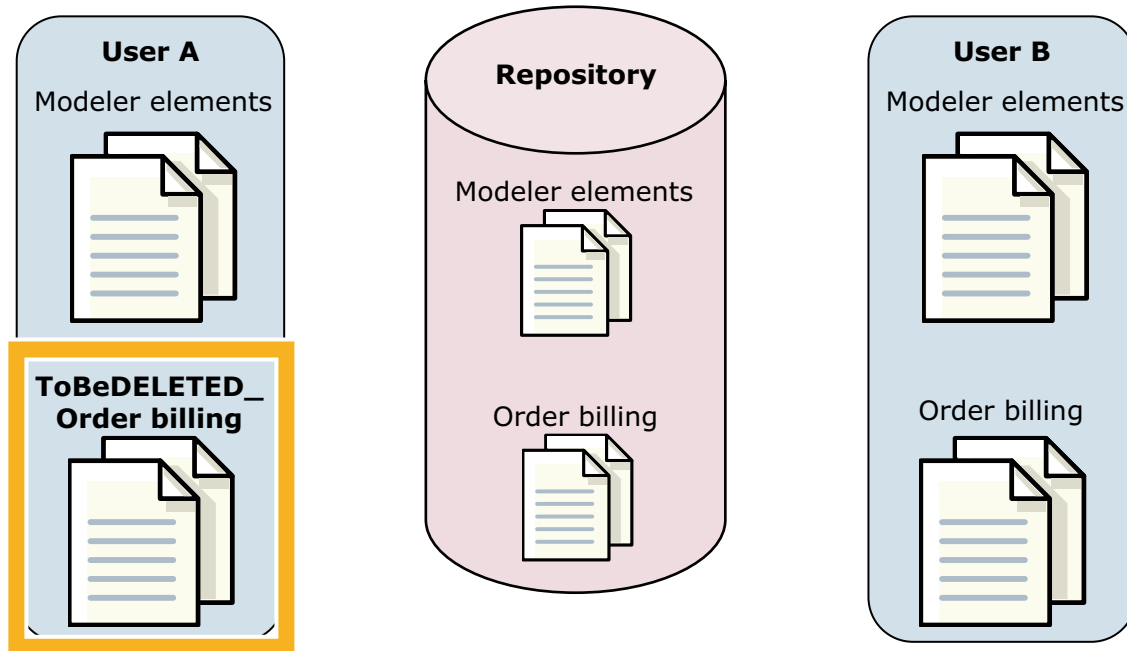 User A
Modeler elements
ToBeDELETED_
Order billing
Repository
Modeler elements
Order billing
User B
Modeler elements
Order billing